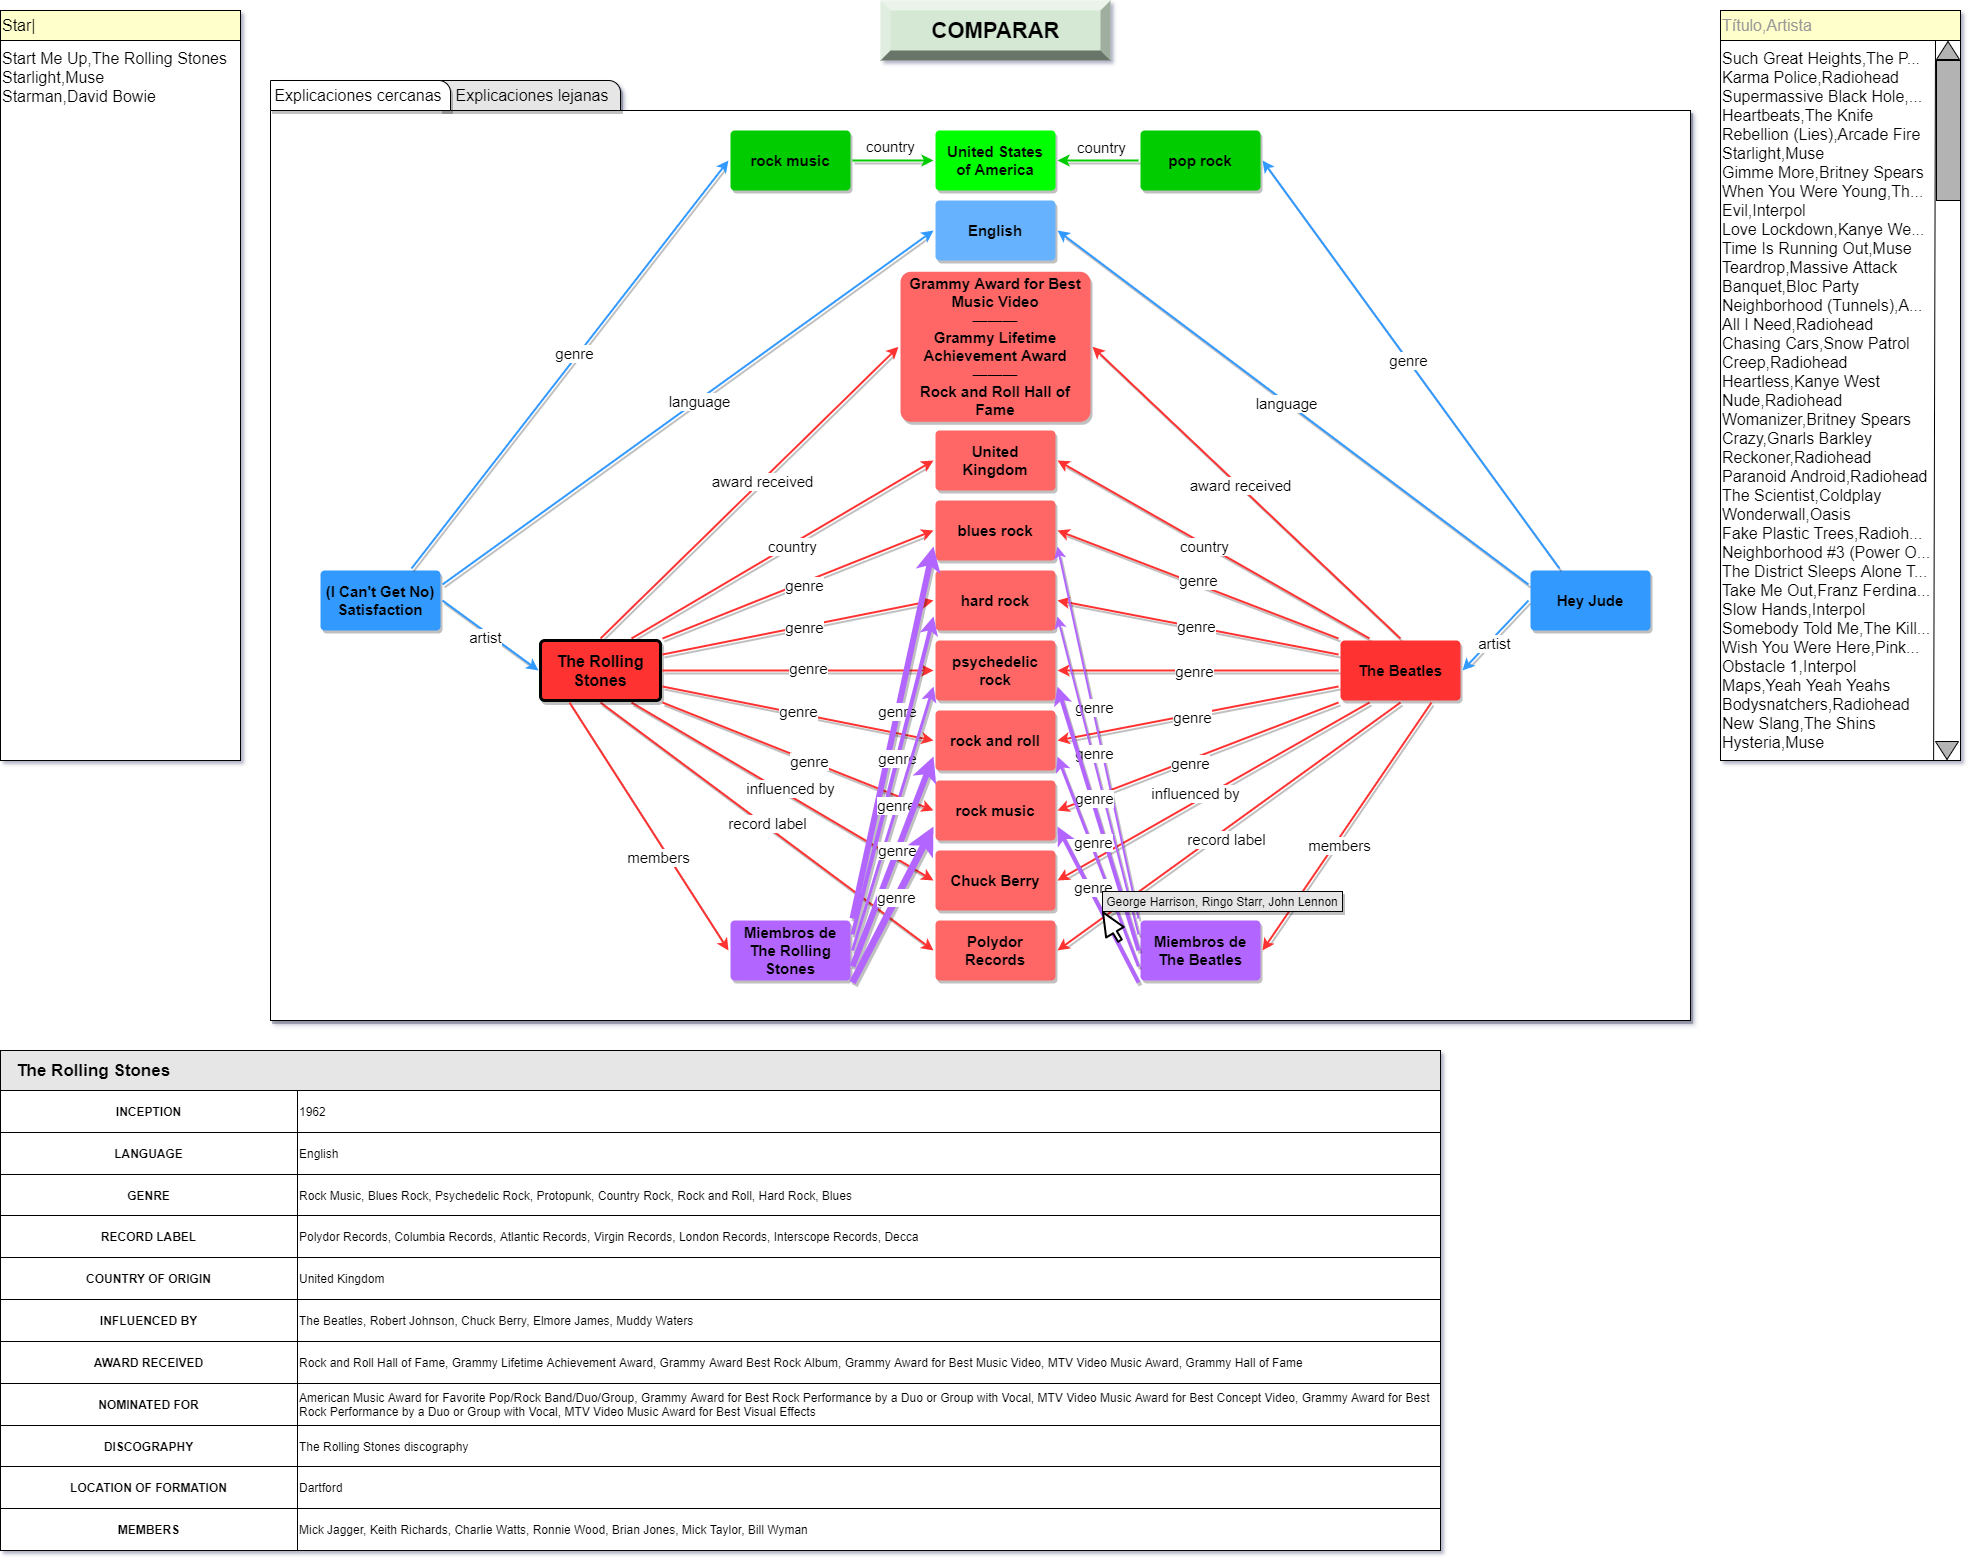 COMPARAR
Star|
Start Me Up,The Rolling Stones
Starlight,Muse
Starman,David Bowie
Explicaciones cercanas
Explicaciones lejanas
rock music
country
United States
of America
country
pop rock
English
Grammy Award for Best
Music Video
Grammy Lifetime
Achievement Award
Rock and Roll Hall of
Fame
genre
genre
language
language
United
Kingdom
award received
award received
blues rock
country
country
genre
genre
(I Can't Get No)
Satisfaction
hard rock
Hey Jude
genre
genre
artist
artist
The Rolling
Stones
psychedelic
rock
The Beatles
genre
genre
genre
genre
genre
genre
rock and roll
genre
genre
genre
genre
influenced by
influenced by
genre
genre
rock music
record label
record label
genre
genre
members
members
Chuck Berry
genre
genre
George Harrison, Ringo Starr, John Lennon
Miembros de
The Rolling
Stones
Polydor
Records
Miembros de
The Beatles
Título,Artista
Such Great Heights,The P...
Karma Police,Radiohead
Supermassive Black Hole,...
Heartbeats,The Knife
Rebellion (Lies),Arcade Fire
Starlight,Muse
Gimme More,Britney Spears
When You Were Young,Th...
Evil,Interpol
Love Lockdown,Kanye We...
Time Is Running Out,Muse
Teardrop,Massive Attack
Banquet,Bloc Party
Neighborhood (Tunnels),A...
All I Need,Radiohead
Chasing Cars,Snow Patrol
Creep,Radiohead
Heartless,Kanye West
Nude,Radiohead
Womanizer,Britney Spears
Crazy,Gnarls Barkley
Reckoner,Radiohead
Paranoid Android,Radiohead
The Scientist,Coldplay
Wonderwall,Oasis
Fake Plastic Trees,Radioh...
Neighborhood #3 (Power O...
The District Sleeps Alone T...
Take Me Out,Franz Ferdina...
Slow Hands,Interpol
Somebody Told Me,The Kill...
Wish You Were Here,Pink...
Obstacle 1,Interpol
Maps,Yeah Yeah Yeahs
Bodysnatchers,Radiohead
New Slang,The Shins
Hysteria,Muse
The Rolling Stones
INCEPTION 1962
LANGUAGE English
GENRE Rock Music, Blues Rock, Psychedelic Rock, Protopunk, Country Rock, Rock and Roll, Hard Rock, Blues
RECORD LABEL Polydor Records, Columbia Records, Atlantic Records, Virgin Records, London Records, Interscope Records, Decca
COUNTRY OF ORIGIN United Kingdom
INFLUENCED BY The Beatles, Robert Johnson, Chuck Berry, Elmore James, Muddy Waters
AWARD RECEIVED Rock and Roll Hall of Fame, Grammy Lifetime Achievement Award, Grammy Award Best Rock Album, Grammy Award for Best Music Video, MTV Video Music Award, Grammy Hall of Fame
NOMINATED FOR American Music Award for Favorite Pop/Rock Band/Duo/Group, Grammy Award for Best Rock Performance by a Duo or Group with Vocal, MTV Video Music Award for Best Concept Video, Grammy Award for Best
Rock Performance by a Duo or Group with Vocal, MTV Video Music Award for Best Visual Effects
DISCOGRAPHY The Rolling Stones discography
LOCATION OF FORMATION Dartford
MEMBERS Mick Jagger, Keith Richards, Charlie Watts, Ronnie Wood, Brian Jones, Mick Taylor, Bill Wyman